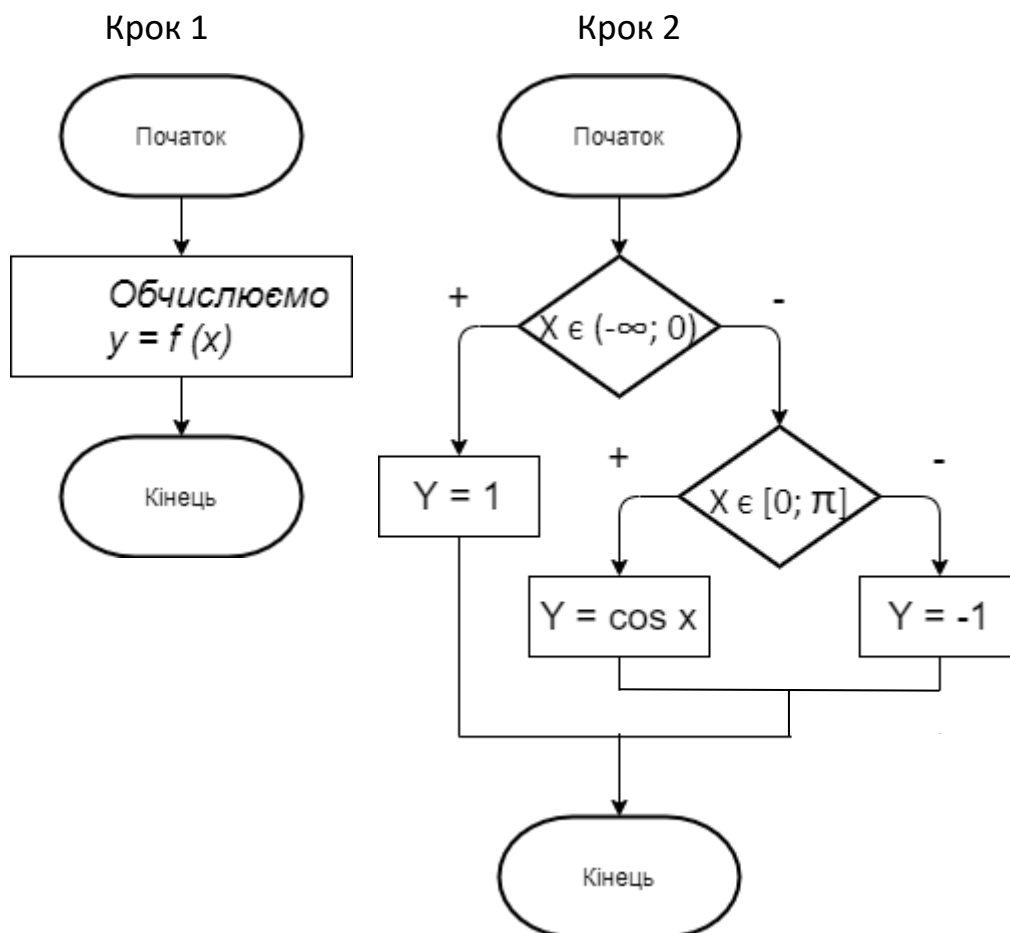 Крок 1
Початок
Обчислюємо
y = f (x)
Кінець
Крок 2
Початок
+
-
X є (-∞; 0)
Y = 1
+
-
X є [0; π]
Y = cos x
Y = -1
Кінець